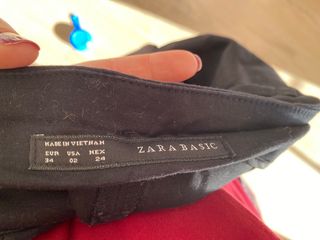 MADE IN VIETNAM
EUR USA MEX
34 02 24
ZARA BASIC